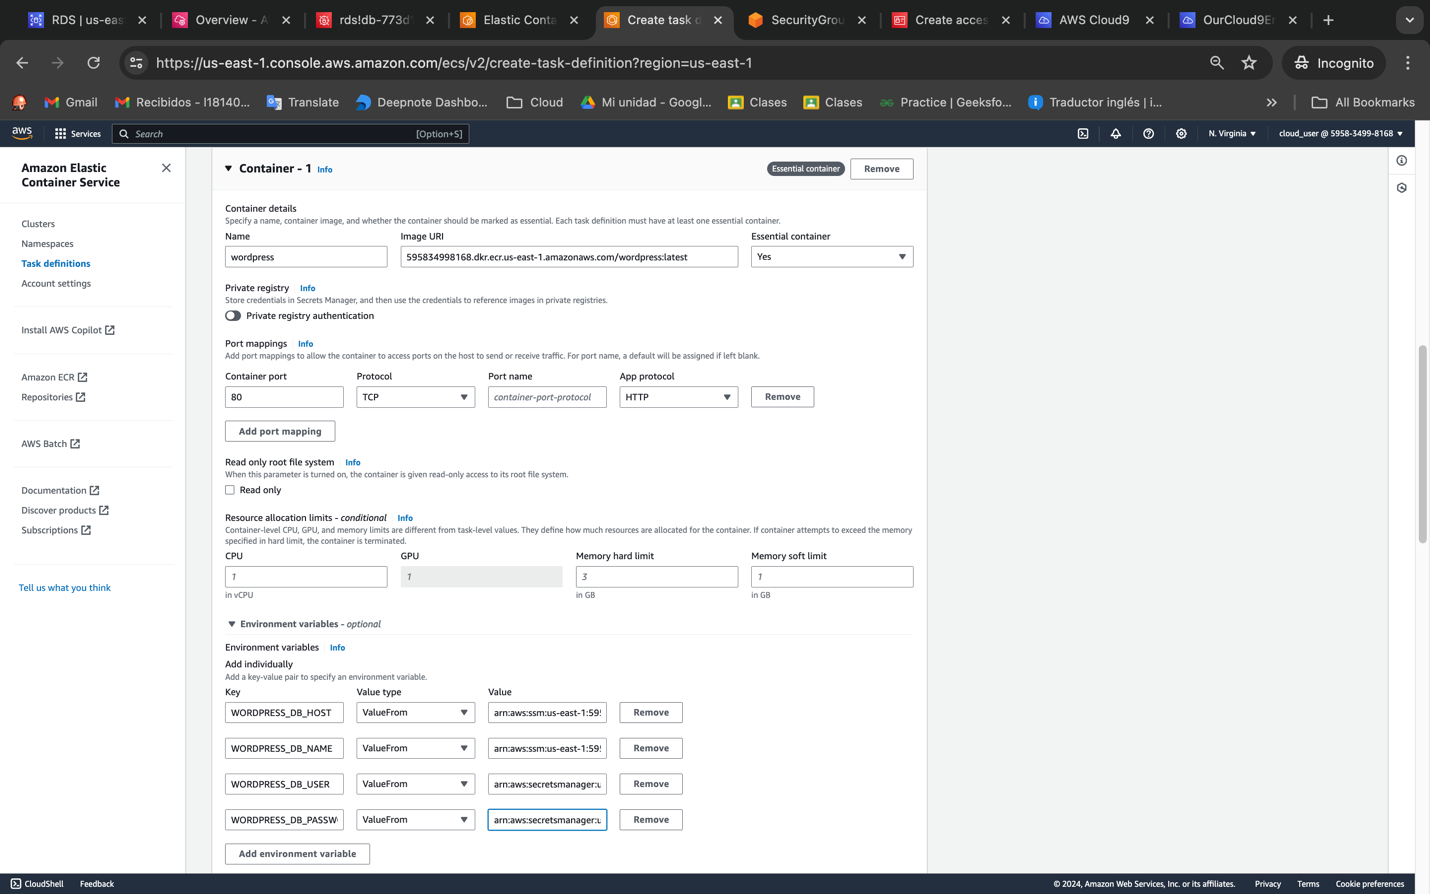 RDS | us-eas
Overview - A
rds!db-773d
Elastic Conta
Create task d
SecurityGrou
Create acces
AWS Cloud9
OurCloud9En
https://us-east-1.console.aws.amazon.com/ecs/v2/create-task-definition?region=us-east-1
Incognito
Gmail
Recibidos - l18140...
Translate
Deepnote Dashbo...
Cloud
Mi unidad - Googl...
Clases
Clases
Practice | Geeksfo...
Traductor inglés | i...
All Bookmarks
aws
Services
Search
[Option+S]
N. Virginia
cloud_user @ 5958-3499-8168
Amazon Elastic
Container Service
Clusters
Namespaces
Task definitions
Account settings
Install AWS Copilot
Amazon ECR
Repositories
AWS Batch
Documentation
Discover products
Subscriptions
Tell us what you think
Container - 1 Info
Essential container
Remove
Container details
Specify a name, container image, and whether the container should be marked as essential. Each task definition must have at least one essential container.
Name Image URI Essential container
wordpress 595834998168.dkr.ecr.us-east-1.amazonaws.com/wordpress:latest Yes
Private registry Info
Store credentials in Secrets Manager, and then use the credentials to reference images in private registries.
Private registry authentication
Port mappings Info
Add port mappings to allow the container to access ports on the host to send or receive traffic. For port name, a default will be assigned if left blank.
Container port Protocol Port name App protocol
80 TCP container-port-protocol HTTP Remove
Add port mapping
Read only root file system Info
When this parameter is turned on, the container is given read-only access to its root file system.
Read only
Resource allocation limits - conditional Info
Container-level CPU, GPU, and memory limits are different from task-level values. They define how much resources are allocated for the container. If container attempts to exceed the memory
specified in hard limit, the container is terminated.
CPU GPU Memory hard limit Memory soft limit
1 1 3 1
in vCPU in GB in GB
Environment variables - optional
Environment variables Info
Add individually
Add a key-value pair to specify an environment variable.
Key Value type Value
WORDPRESS_DB_HOST ValueFrom arn:aws:ssm:us-east-1:595 Remove
WORDPRESS_DB_NAME ValueFrom arn:aws:ssm:us-east-1:595 Remove
WORDPRESS_DB_USER ValueFrom arn:aws:secretsmanager:u Remove
WORDPRESS_DB_PASSW ValueFrom arn:aws:secretsmanager:u Remove
Add environment variable
CloudShell Feedback
© 2024, Amazon Web Services, Inc. or its affiliates. Privacy Terms Cookie preferences